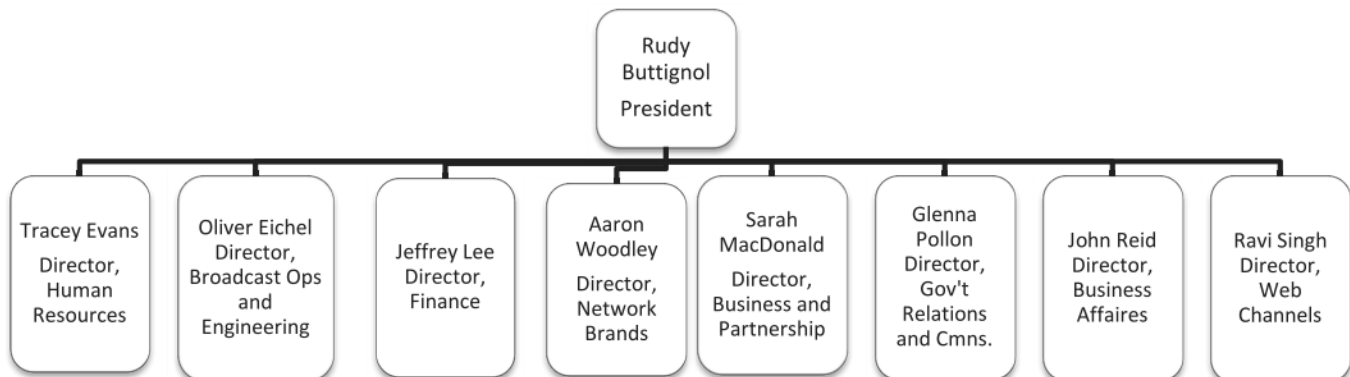 Rudy
Buttignol
President
Tracey Evans
Director,
Human
Resources
Oliver Eichel
Director,
Broadcast Ops
and
Engineering
Jeffrey Lee
Director,
Finance
Aaron
Woodley
Director,
Network
Brands
Sarah
MacDonald
Director,
Business and
Partnership
Glenna
Pollon
Director,
Gov't
Relations
and Cmns.
John Reid
Director,
Business
Affaires
Ravi Singh
Director,
Web
Channels